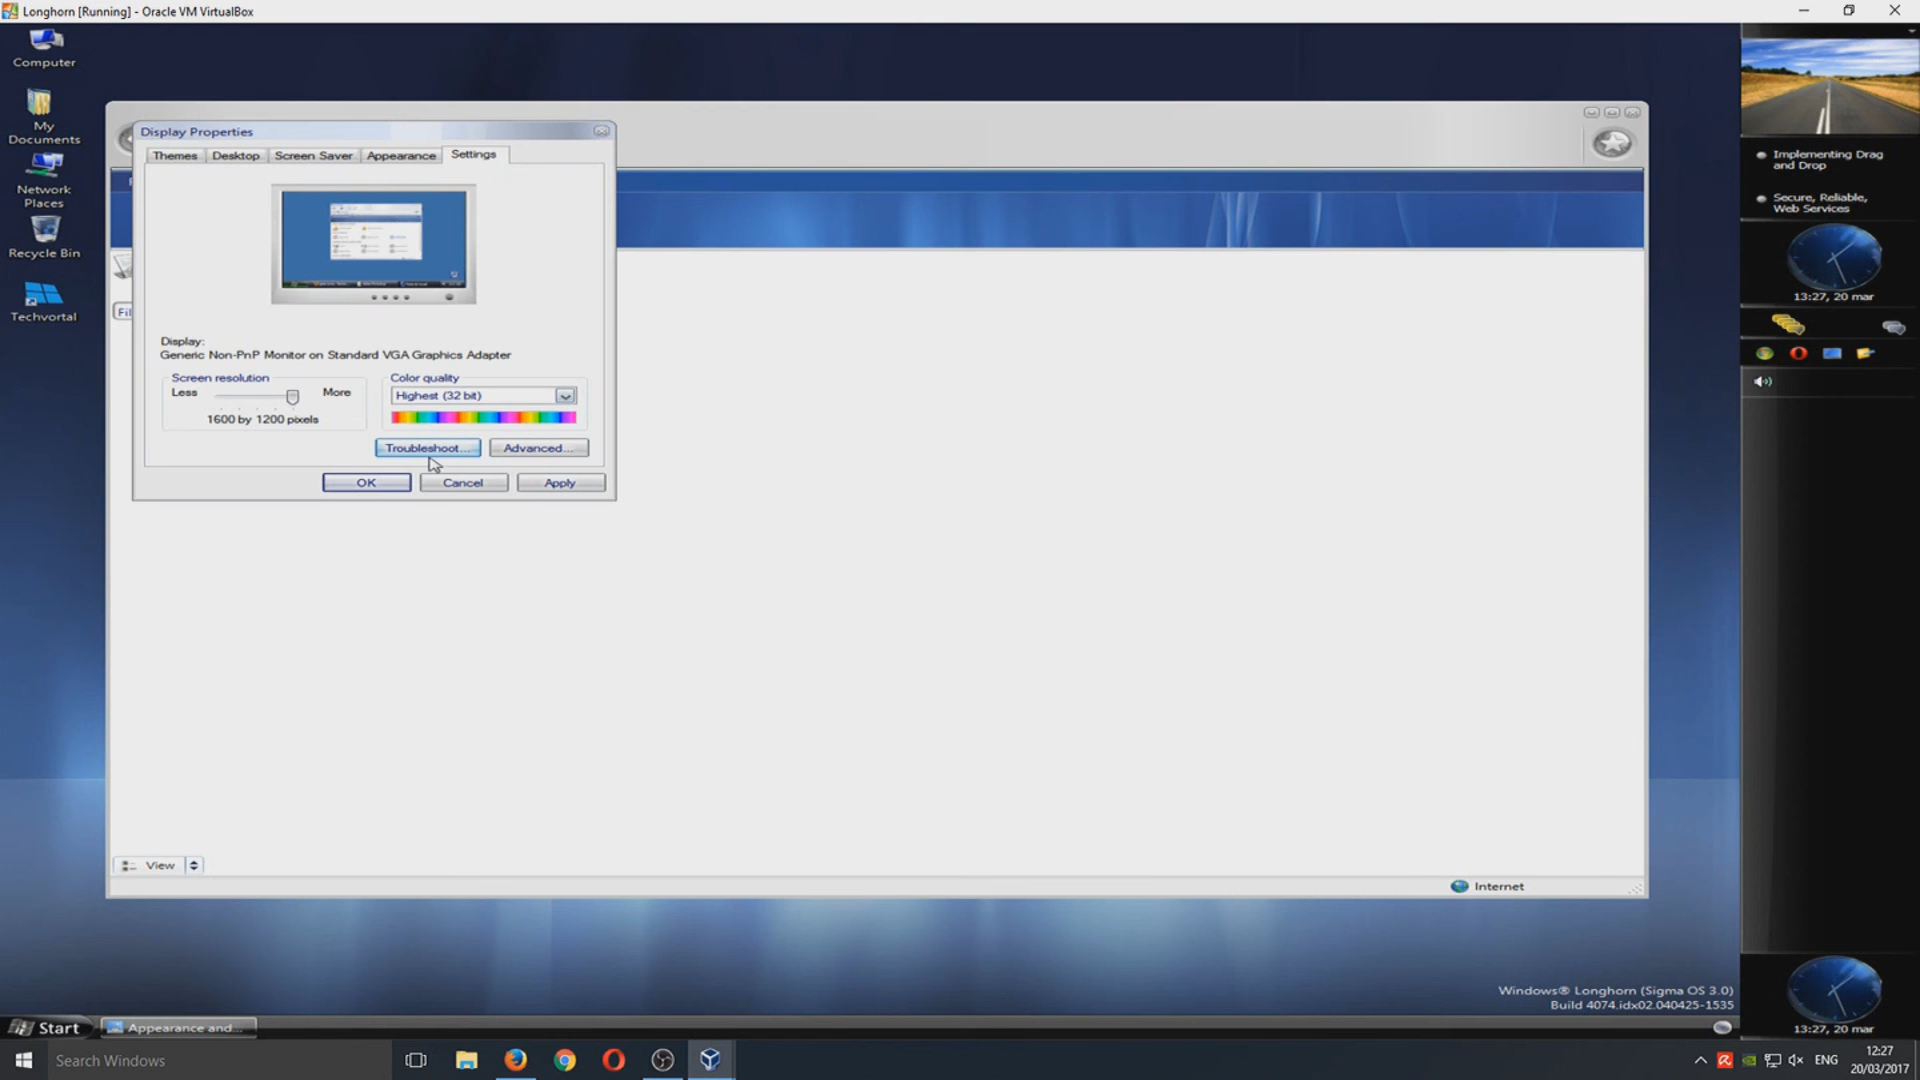 Longhorn [Running] - Oracle VM VirtualBox
Computer
My
Documents
Network
Places
Recycle Bin
Techvortal
Display Properties
Themes
Desktop
Screen Saver
Appearance
Settings
Display:
Generic Non-PnP Monitor on Standard VGA Graphics Adapter
Screen resolution
Less
More
1600 by 1200 pixels
Color quality
Highest (32 bit)
Troubleshoot...
Advanced...
OK
Cancel
Apply
Fil
View
Internet
Implementing Drag
and Drop
Secure, Reliable,
Web Services
13:27, 20 mar
Windows® Longhorn (Sigma OS 3.0)
Build 4074.idx02.040425-1535
13:27, 20 mar
Start
Appearance and...
Search Windows
ENG
12:27
20/03/2017